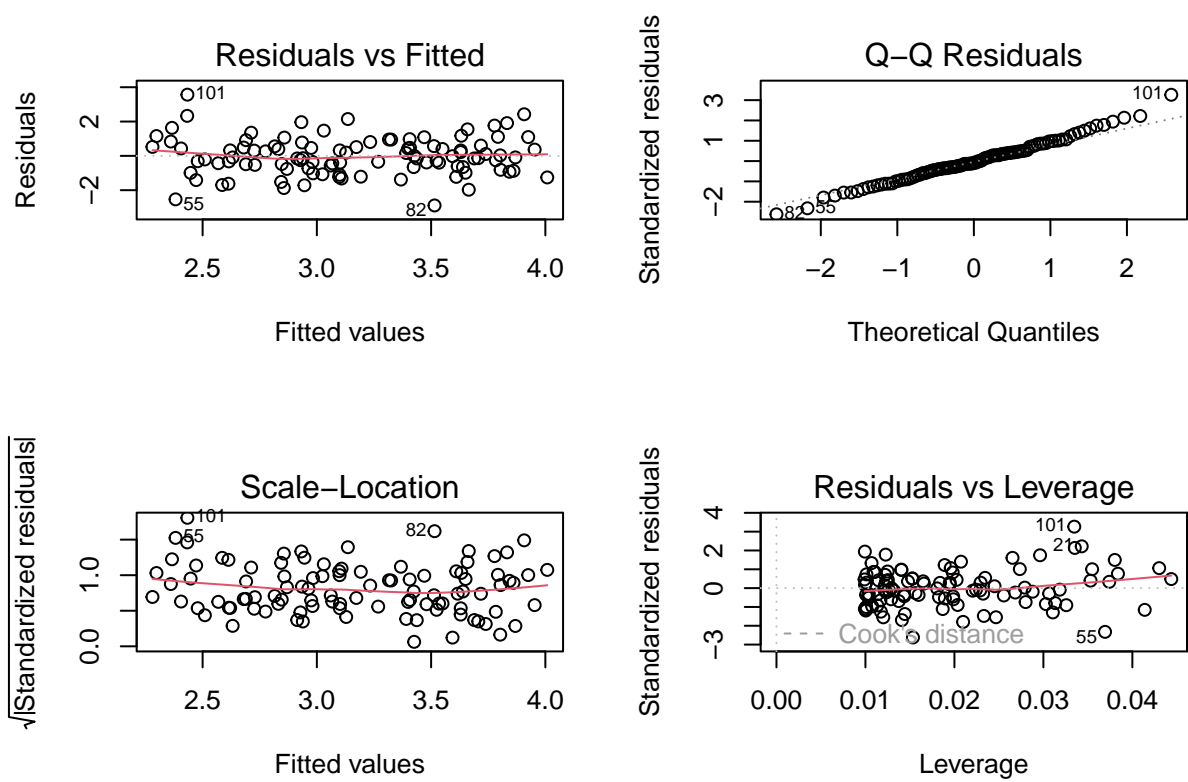 Residuals vs Fitted
Residuals
2
−2
101
55
82
2.5 3.0 3.5 4.0
Fitted values
Q−Q Residuals
Standardized residuals
3
1
−2
101
82
55
−2 −1 0 1 2
Theoretical Quantiles
Scale−Location
√|Standardized residuals|
1.0
0.0
101
55
82
2.5 3.0 3.5 4.0
Fitted values
Residuals vs Leverage
Standardized residuals
4
2
0
−3
101
21
55
Cook's distance
0.00 0.01 0.02 0.03 0.04
Leverage